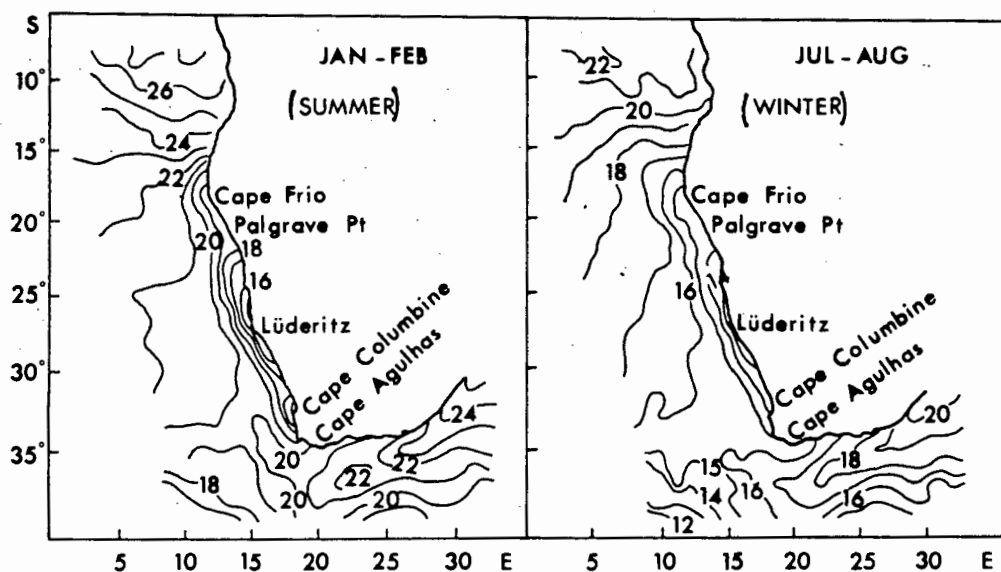 S
JAN-FEB
(SUMMER)
10°
15°
20°
25°
30°
35°
26
24
22
20
18
16
Cape Frio
Palgrave Pt
Lüderitz
Cape Columbine
Cape Agulhas
24
22
22
20
20
20
18
5 10 15 20 25 30 E
JUL-AUG
(WINTER)
22
20
18
16
Cape Frio
Palgrave Pt
Lüderitz
Cape Columbine
Cape Agulhas
20
18
16
15
14
16
12
5 10 15 20 25 30 E